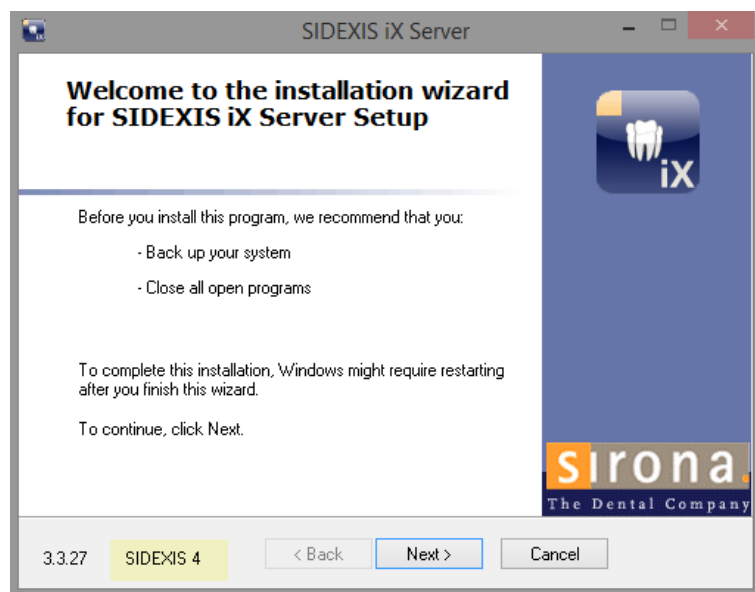 SIDEXIS iX Server
Welcome to the installation wizard
for SIDEXIS iX Server Setup
iX
Before you install this program, we recommend that you:
- Back up your system
- Close all open programs
To complete this installation, Windows might require restarting
after you finish this wizard.
To continue, click Next.
sirona.
The Dental Company
3.3.27 SIDEXIS 4 < Back Next > Cancel